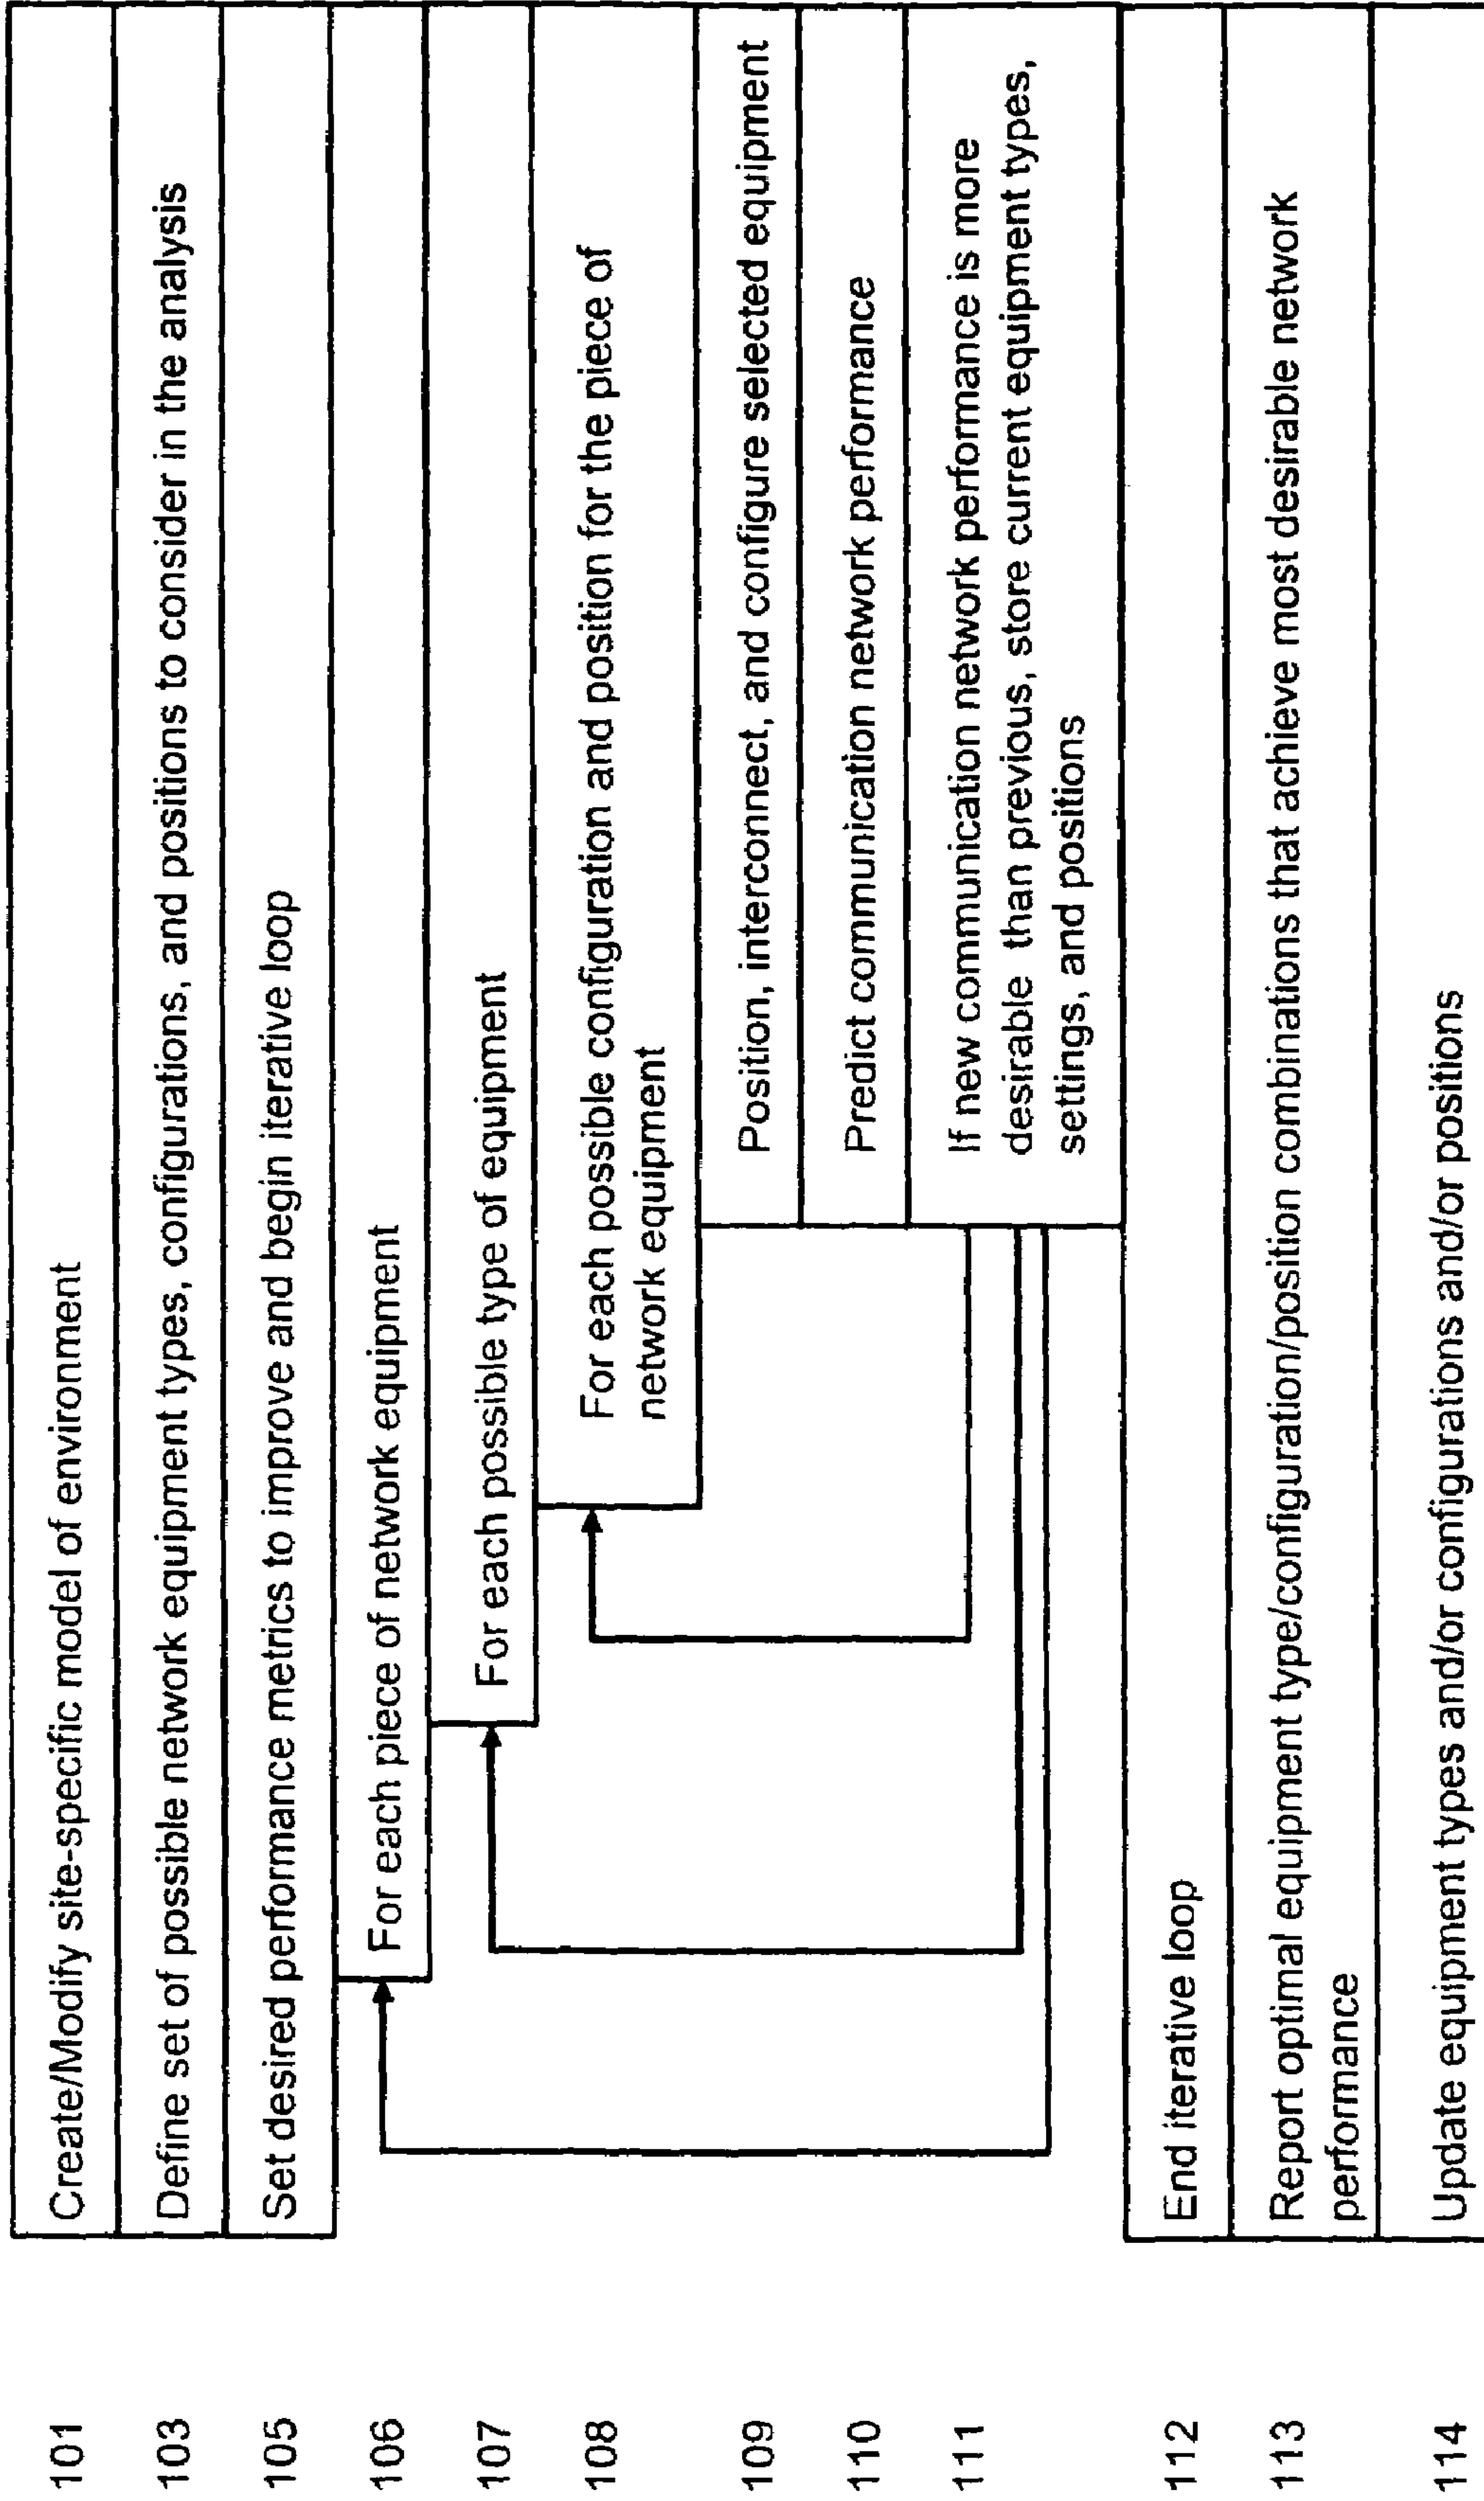 101 Create/Modify site-specific model of environment
103 Define set of possible network equipment types, configurations, and positions to consider in the analysis
105 Set desired performance metrics to improve and begin iterative loop
106 For each piece of network equipment
107 For each possible type of equipment
108 For each possible configuration and position for the piece of
network equipment
109 Position, interconnect, and configure selected equipment
110 Predict communication network performance
111 If new communication network performance is more
desirable than previous, store current equipment types,
settings, and positions
112 End iterative loop
113 Report optimal equipment type/configuration/position combinations that achieve most desirable network
performance
114 Update equipment types and/or configurations and/or positions